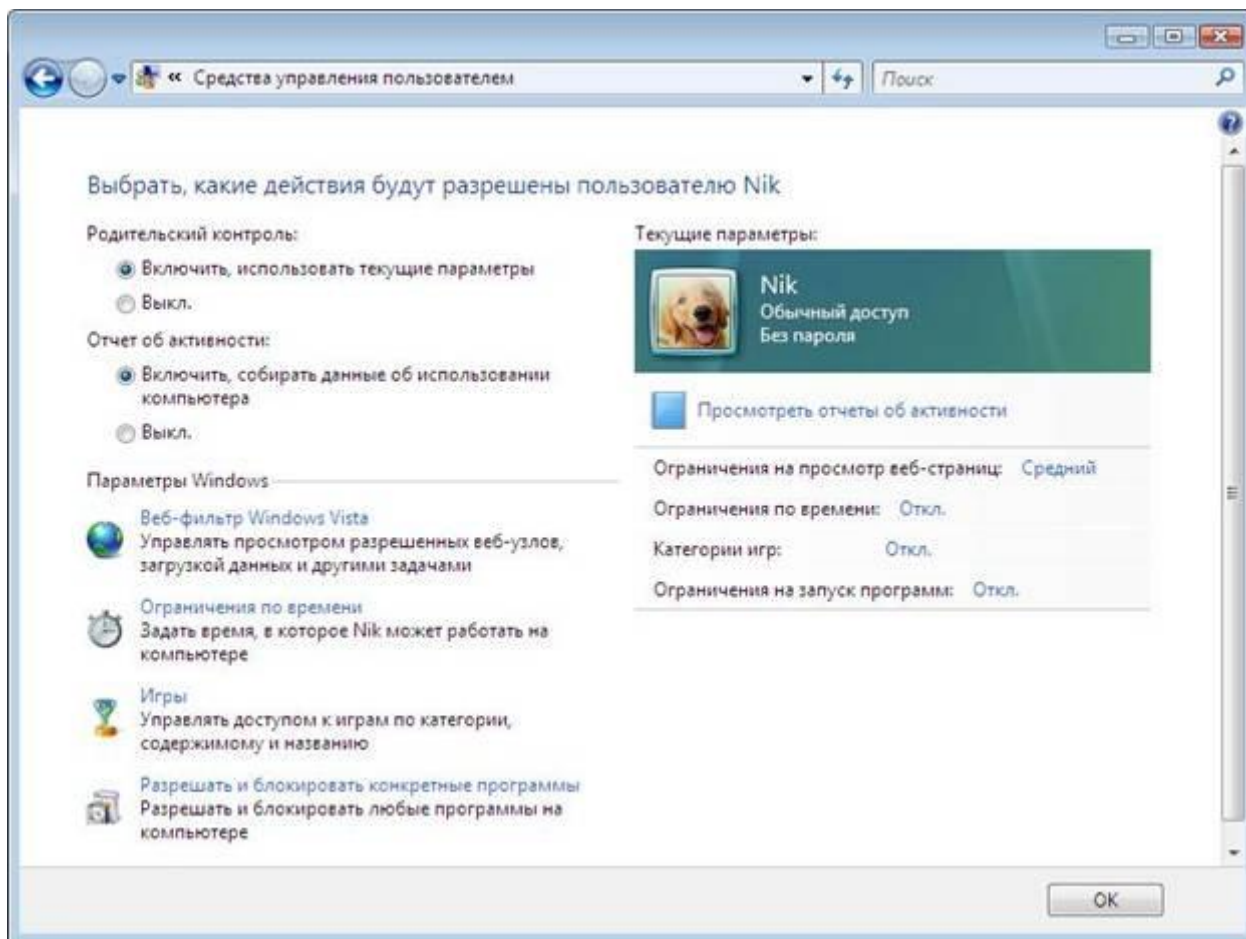 « Средства управления пользователем
Поиск
Выбрать, какие действия будут разрешены пользователю Nik
Родительский контроль:
Включить, использовать текущие параметры
Выкл.
Отчет об активности:
Включить, собирать данные об использовании
компьютера
Выкл.
Параметры Windows
Веб-фильтр Windows Vista
Управлять просмотром разрешенных веб-узлов,
загрузкой данных и другими задачами
Ограничения по времени
Задать время, в которое Nik может работать на
компьютере
Игры
Управлять доступом к играм по категории,
содержимому и названию
Разрешать и блокировать конкретные программы
Разрешать и блокировать любые программы на
компьютере
Текущие параметры:
Nik
Обычный доступ
Без пароля
Просмотреть отчеты об активности
Ограничения на просмотр веб-страниц: Средний
Ограничения по времени: Откл.
Категории игр: Откл.
Ограничения на запуск программ: Откл.
OK